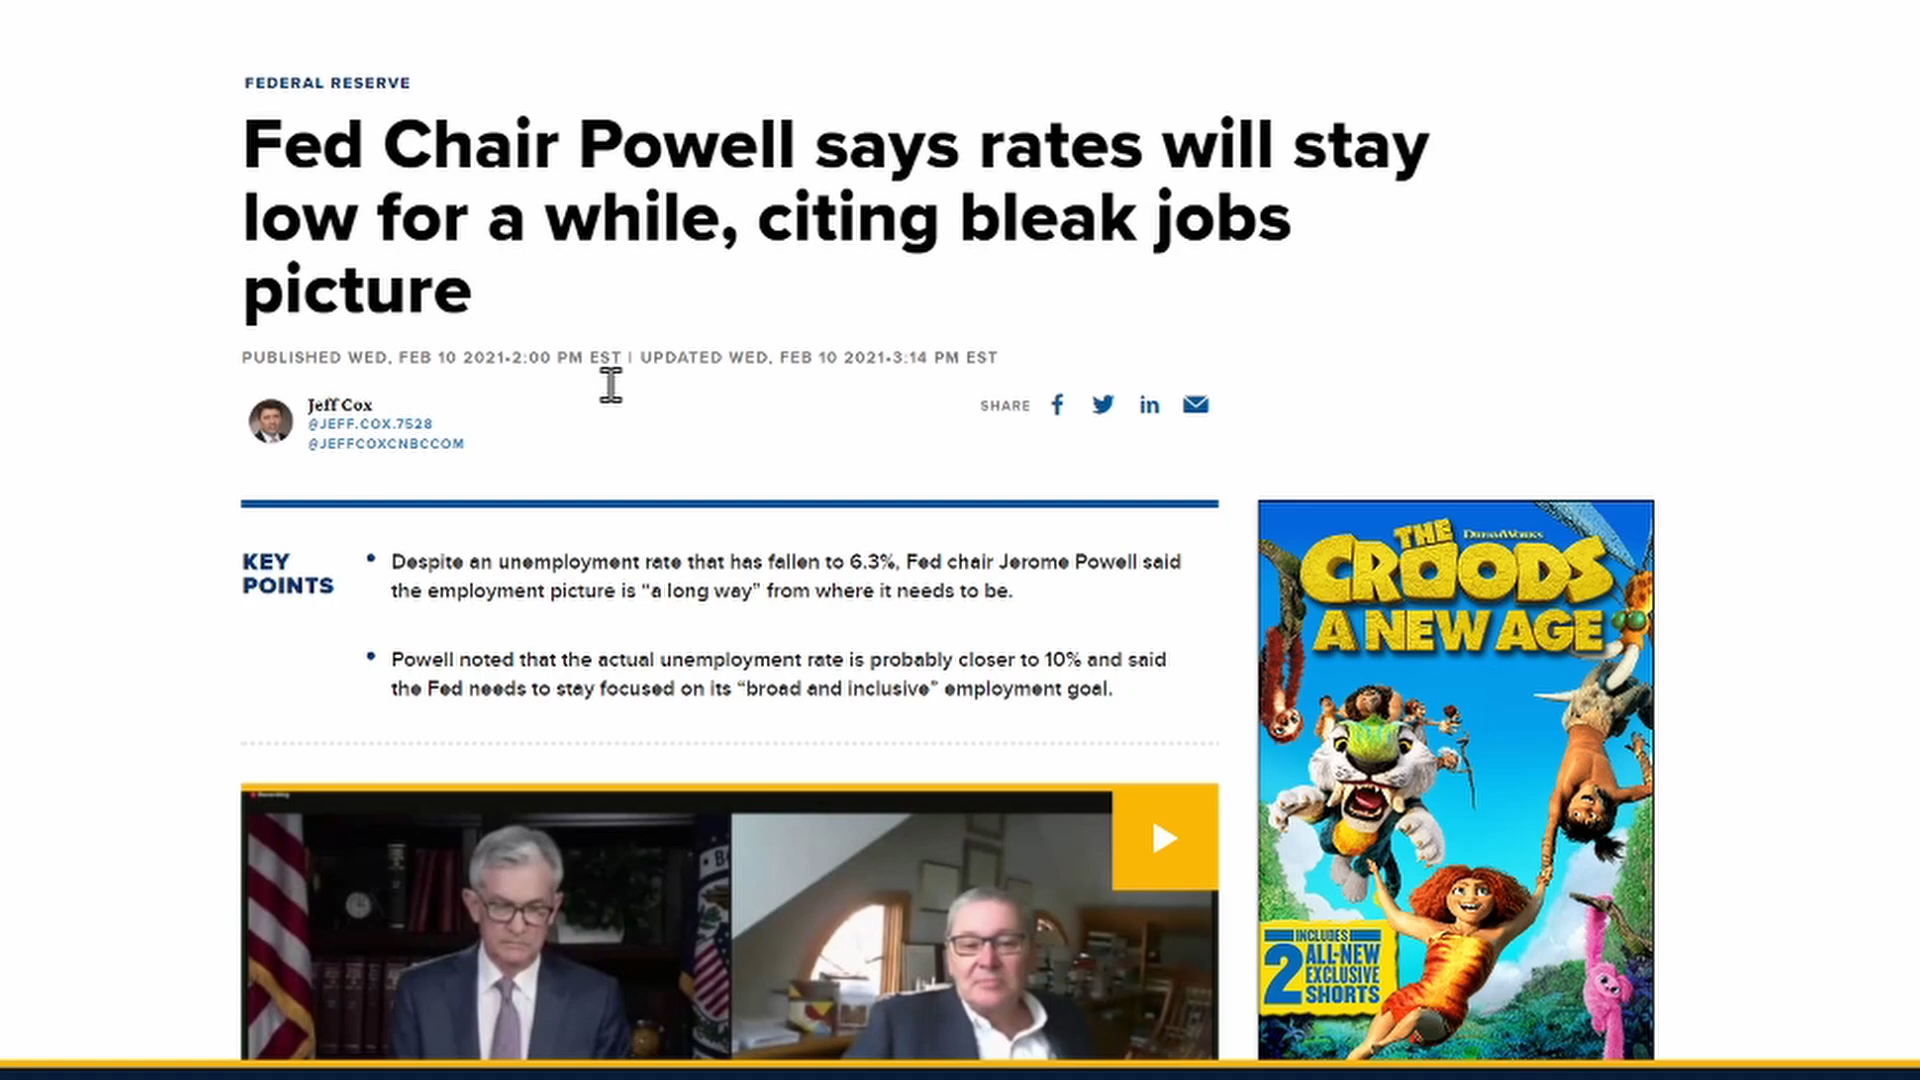 FEDERAL RESERVE
Fed Chair Powell says rates will stay
low for a while, citing bleak jobs
picture
PUBLISHED WED, FEB 10 2021•2:00 PM EST | UPDATED WED, FEB 10 2021•3:14 PM EST
Jeff Cox
@JEFF.COX.7528
@JEFFCOXCNBCCOM
SHARE
KEY
POINTS
• Despite an unemployment rate that has fallen to 6.3%, Fed chair Jerome Powell said
the employment picture is “a long way” from where it needs to be.
• Powell noted that the actual unemployment rate is probably closer to 10% and said
the Fed needs to stay focused on its “broad and inclusive” employment goal.
Recording
DREAMWORKS
THE
CROODS
A NEW AGE
INCLUDES
2 ALL-NEW
EXCLUSIVE
SHORTS